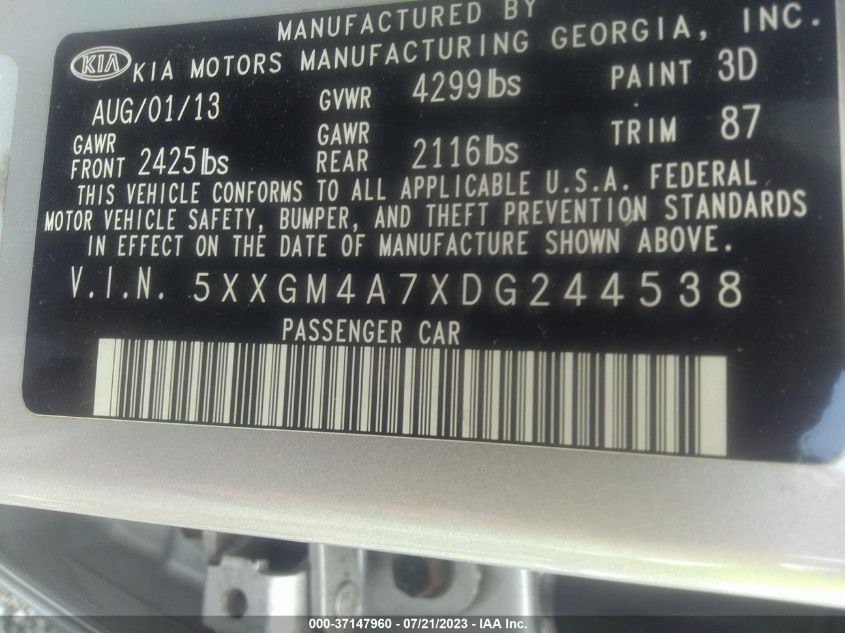 MANUFACTURED BY
KIA KIA MOTORS MANUFACTURING GEORGIA, INC.
AUG/01/13 GVWR 4299lbs PAINT 3D
GAWR FRONT 2425lbs GAWR REAR 2116lbs TRIM 87
THIS VEHICLE CONFORMS TO ALL APPLICABLE U.S.A. FEDERAL
MOTOR VEHICLE SAFETY, BUMPER, AND THEFT PREVENTION STANDARDS
IN EFFECT ON THE DATE OF MANUFACTURE SHOWN ABOVE.
V.I.N. 5XXGM4A7XDG244538
PASSENGER CAR
000-37147960 - 07/21/2023 - IAA Inc.